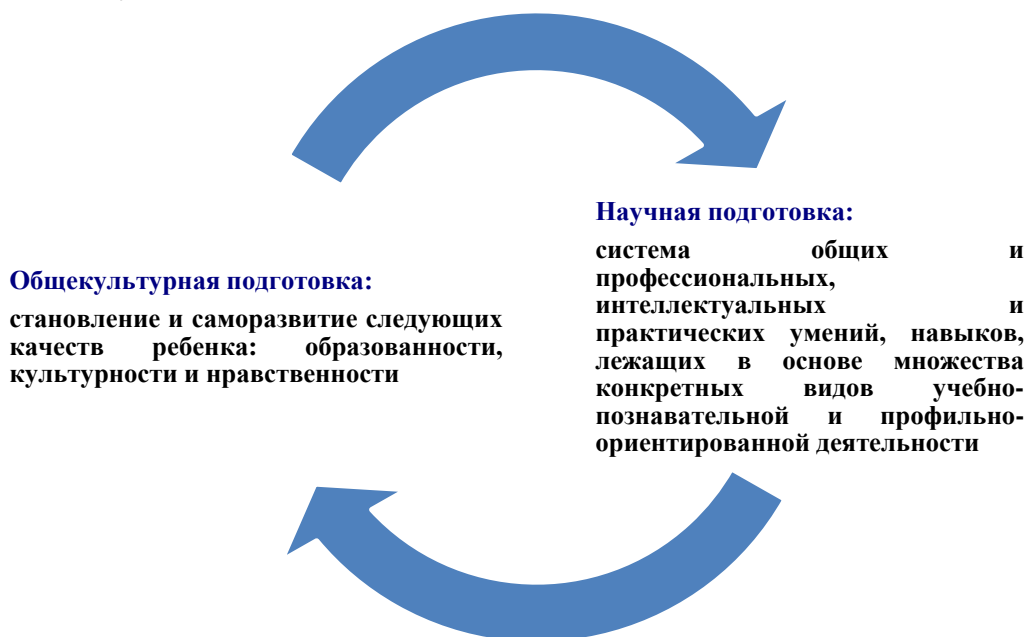 Общекультурная подготовка:
становление и саморазвитие следующих
качеств ребенка: образованности,
культурности и нравственности
Научная подготовка:
система общих и
профессиональных,
интеллектуальных и
практических умений, навыков,
лежащих в основе множества
конкретных видов учебно-
познавательной и профильно-
ориентированной деятельности